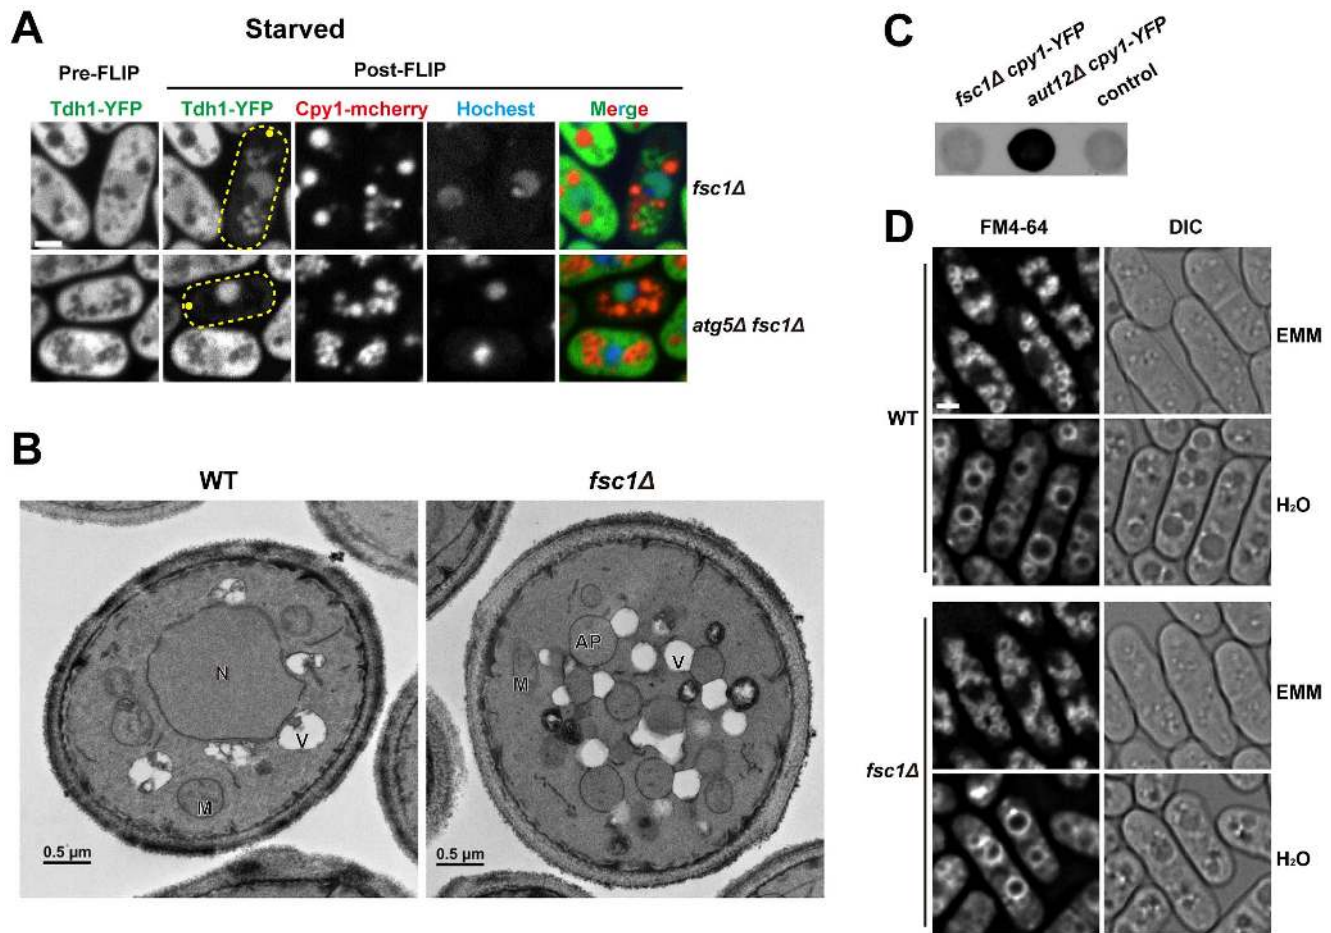 A
Starved
Pre-FLIP
Post-FLIP
Tdh1-YFP
Tdh1-YFP
Cpy1-mcherry
Hochest
Merge
fsc1Δ
atg5Δ fsc1Δ
B
WT
fsc1Δ
N
V
M
0.5 µm
AP
V
M
0.5 µm
C
fsc1Δ cpy1-YFP
aut12Δ cpy1-YFP
control
D
FM4-64
DIC
WT
EMM
H₂O
fsc1Δ
EMM
H₂O